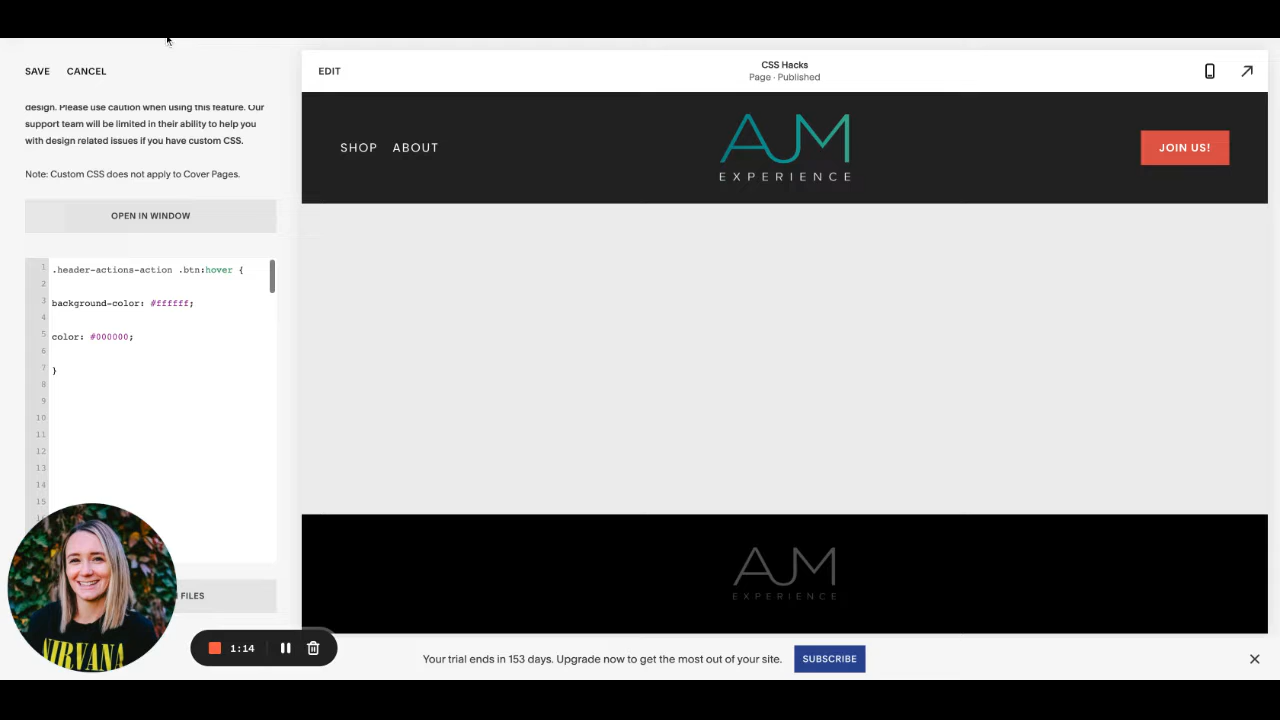 SAVE CANCEL
design. Please use caution when using this feature. Our
support team will be limited in their ability to help you
with design related issues if you have custom CSS.
Note: Custom CSS does not apply to Cover Pages.
OPEN IN WINDOW
1 .header-actions-action .btn:hover {
2
3 background-color: #ffffff;
4
5 color: #000000;
6
7 }
8
9
10
11
12
13
14
15
FILES
NIRVANA
1:14
EDIT
CSS Hacks
Page · Published
SHOP ABOUT
AJM
EXPERIENCE
JOIN US!
AJM
EXPERIENCE
Your trial ends in 153 days. Upgrade now to get the most out of your site. SUBSCRIBE